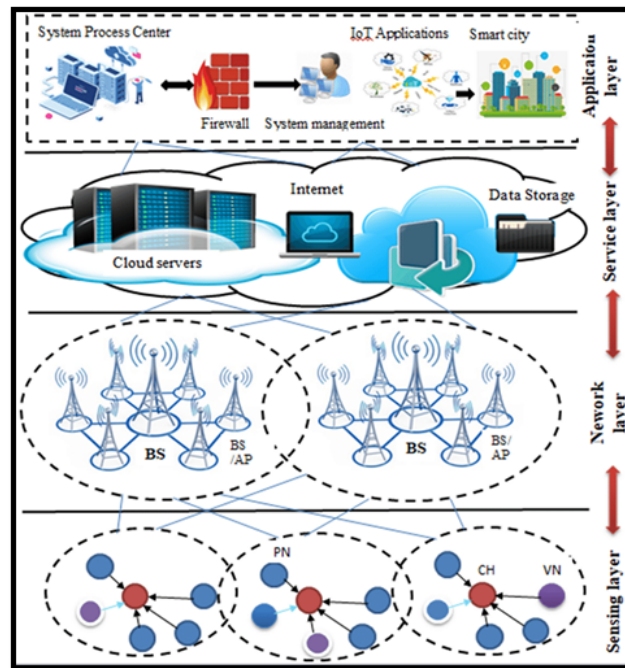 System Process Center
IoT Applications
Smart city
Firewall
System management
Application
layer
Internet
Data Storage
Cloud servers
Service layer
BS
BS
/AP
BS
BS/
AP
Nework
layer
PN
CH
VN
Sensing layer